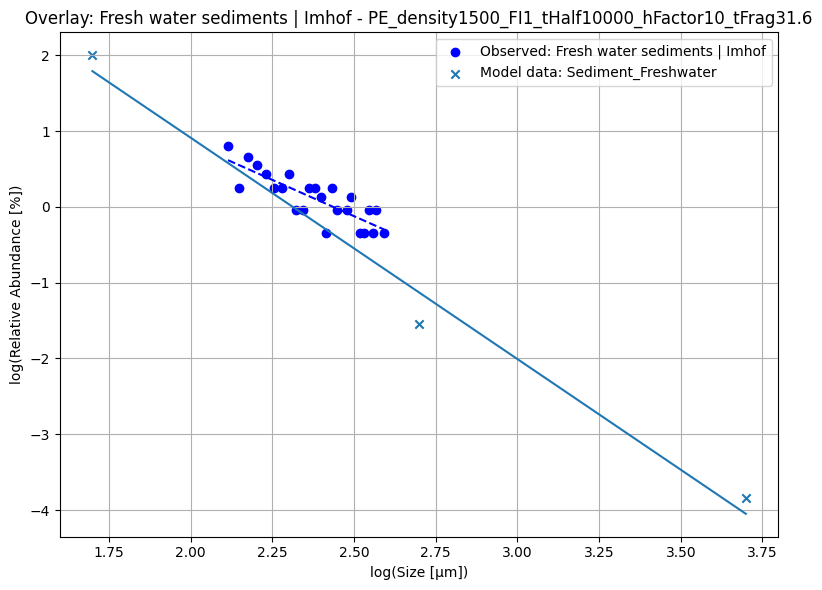 Overlay: Fresh water sediments | Imhof - PE_density1500_FI1_tHalf10000_hFactor10_tFrag31.6
Observed: Fresh water sediments | Imhof
Model data: Sediment_Freshwater
log(Relative Abundance [%])
2
1
0
−1
−2
−3
−4
1.75 2.00 2.25 2.50 2.75 3.00 3.25 3.50 3.75
log(Size [μm])